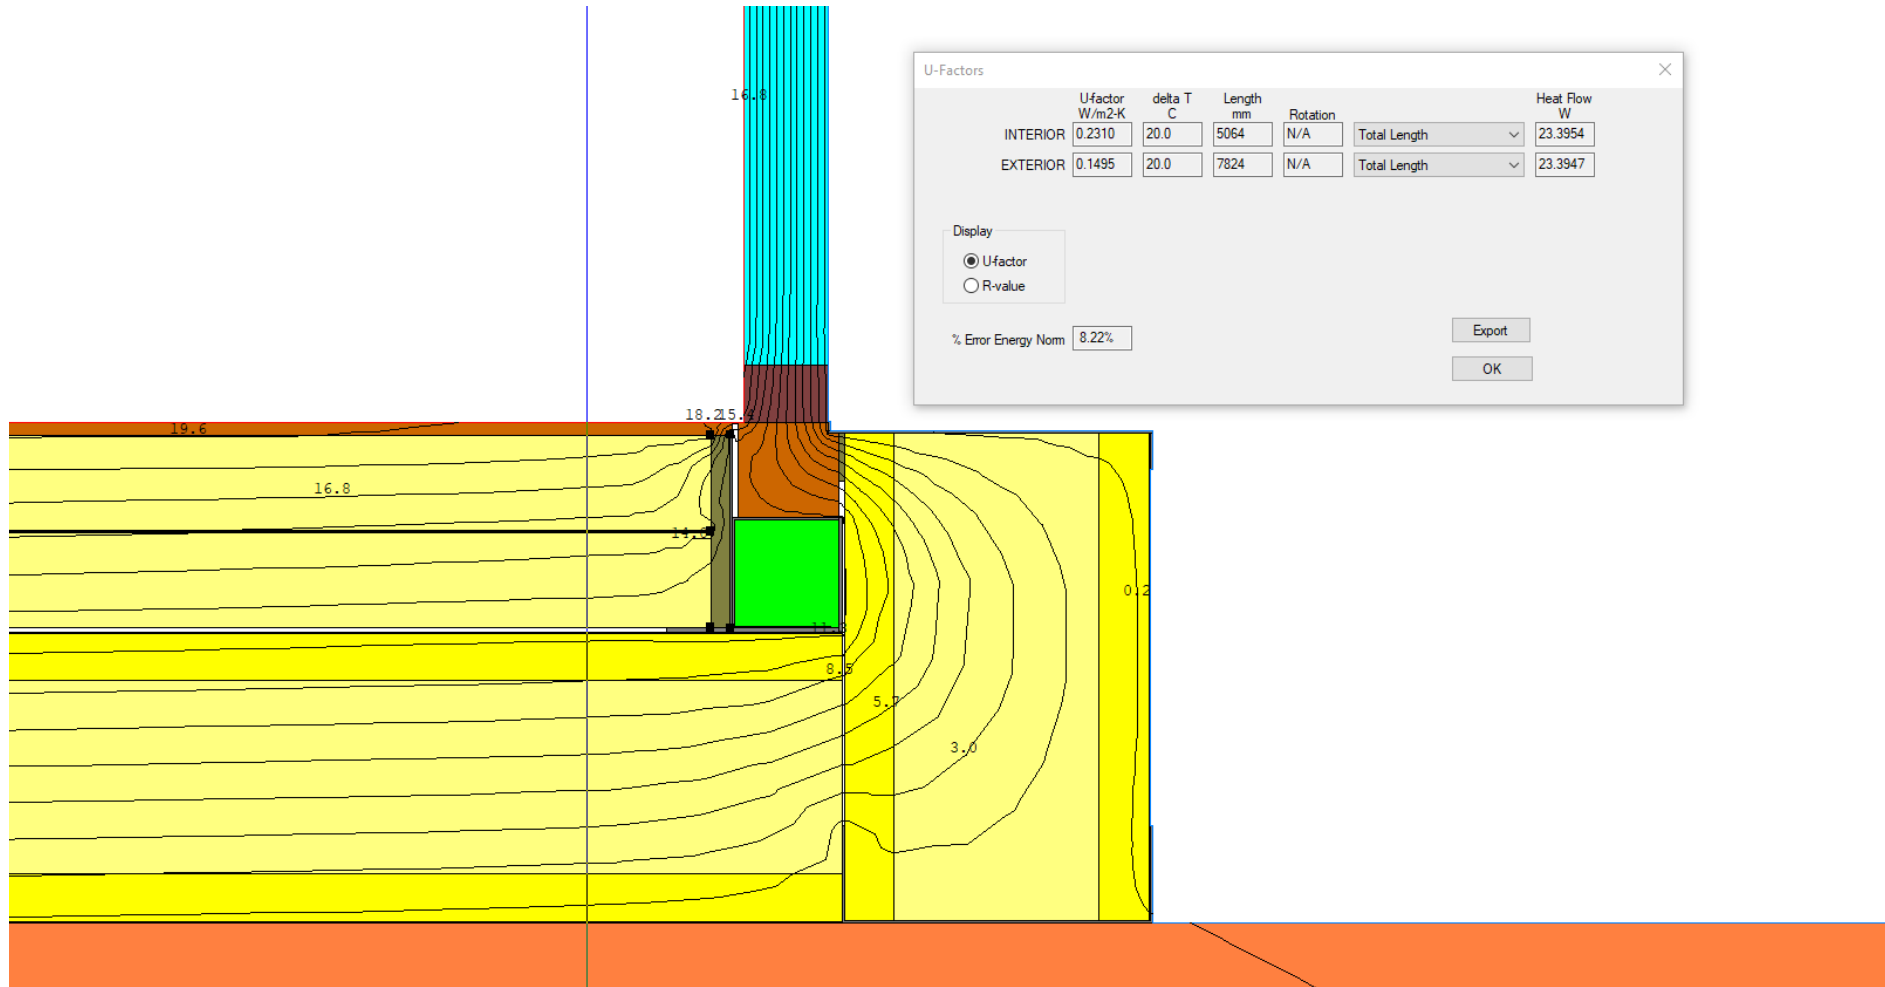 16.8
U-Factors
U-factor delta T Length Heat Flow
W/m2-K C mm Rotation W
INTERIOR 0.2310 20.0 5064 N/A Total Length 23.3954
EXTERIOR 0.1495 20.0 7824 N/A Total Length 23.3947
Display
U-factor
R-value
% Error Energy Norm 8.22%
Export
OK
18.2 15.4
19.6
16.8
0.2
11.3
8.5
5.7
3.0